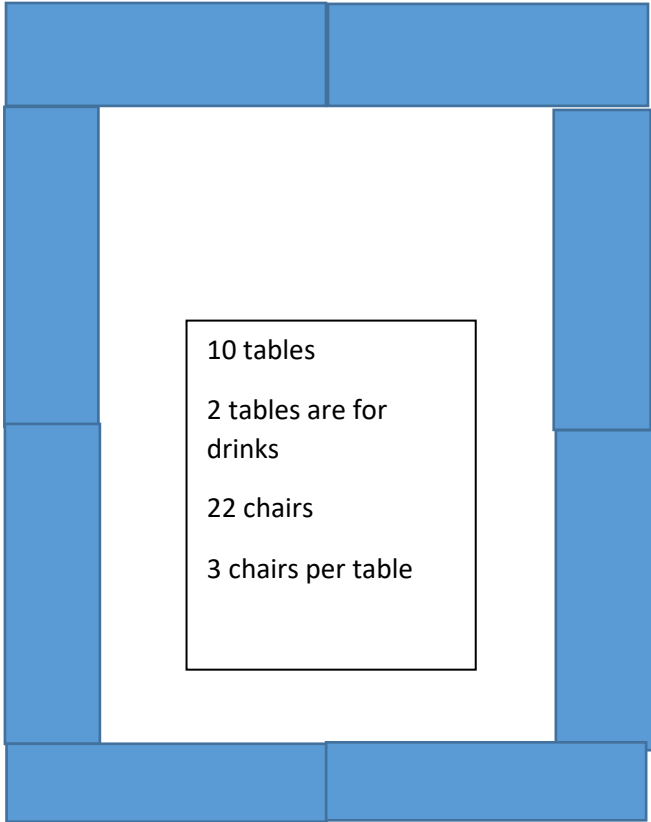 10 tables
2 tables are for
drinks
22 chairs
3 chairs per table